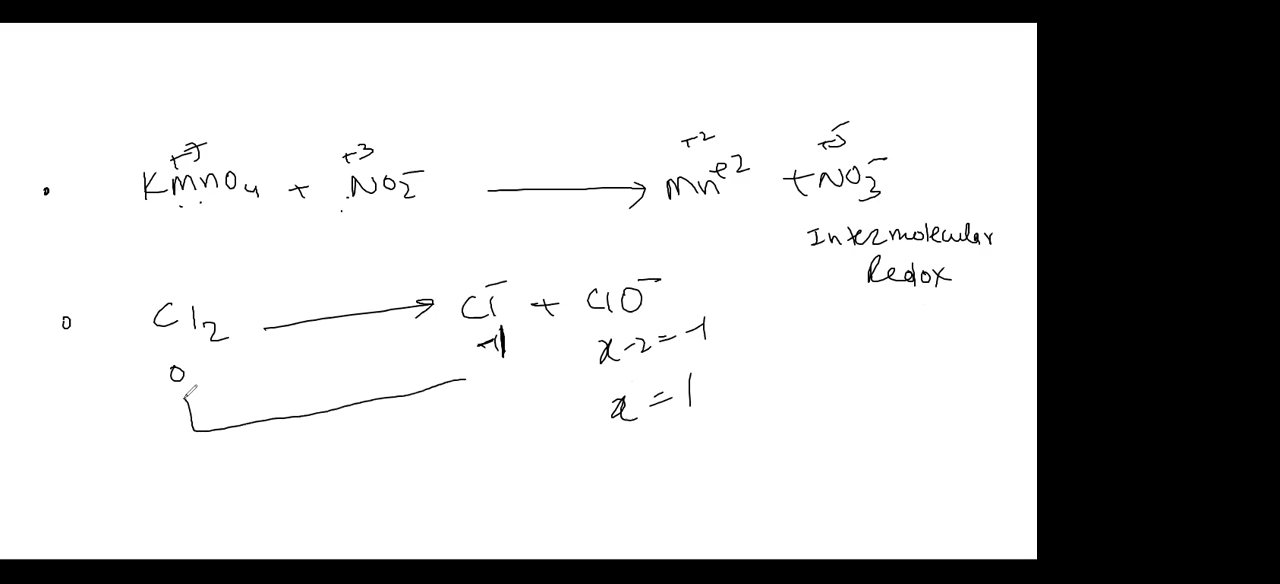 +7 +3 +2 +5
KMnO4 + NO2⁻ ⟶ Mn+2 + NO3⁻
Intermolecular
Redox
Cl2 ⟶ Cl⁻ + ClO⁻
-1 x-2=-1
0
x=1